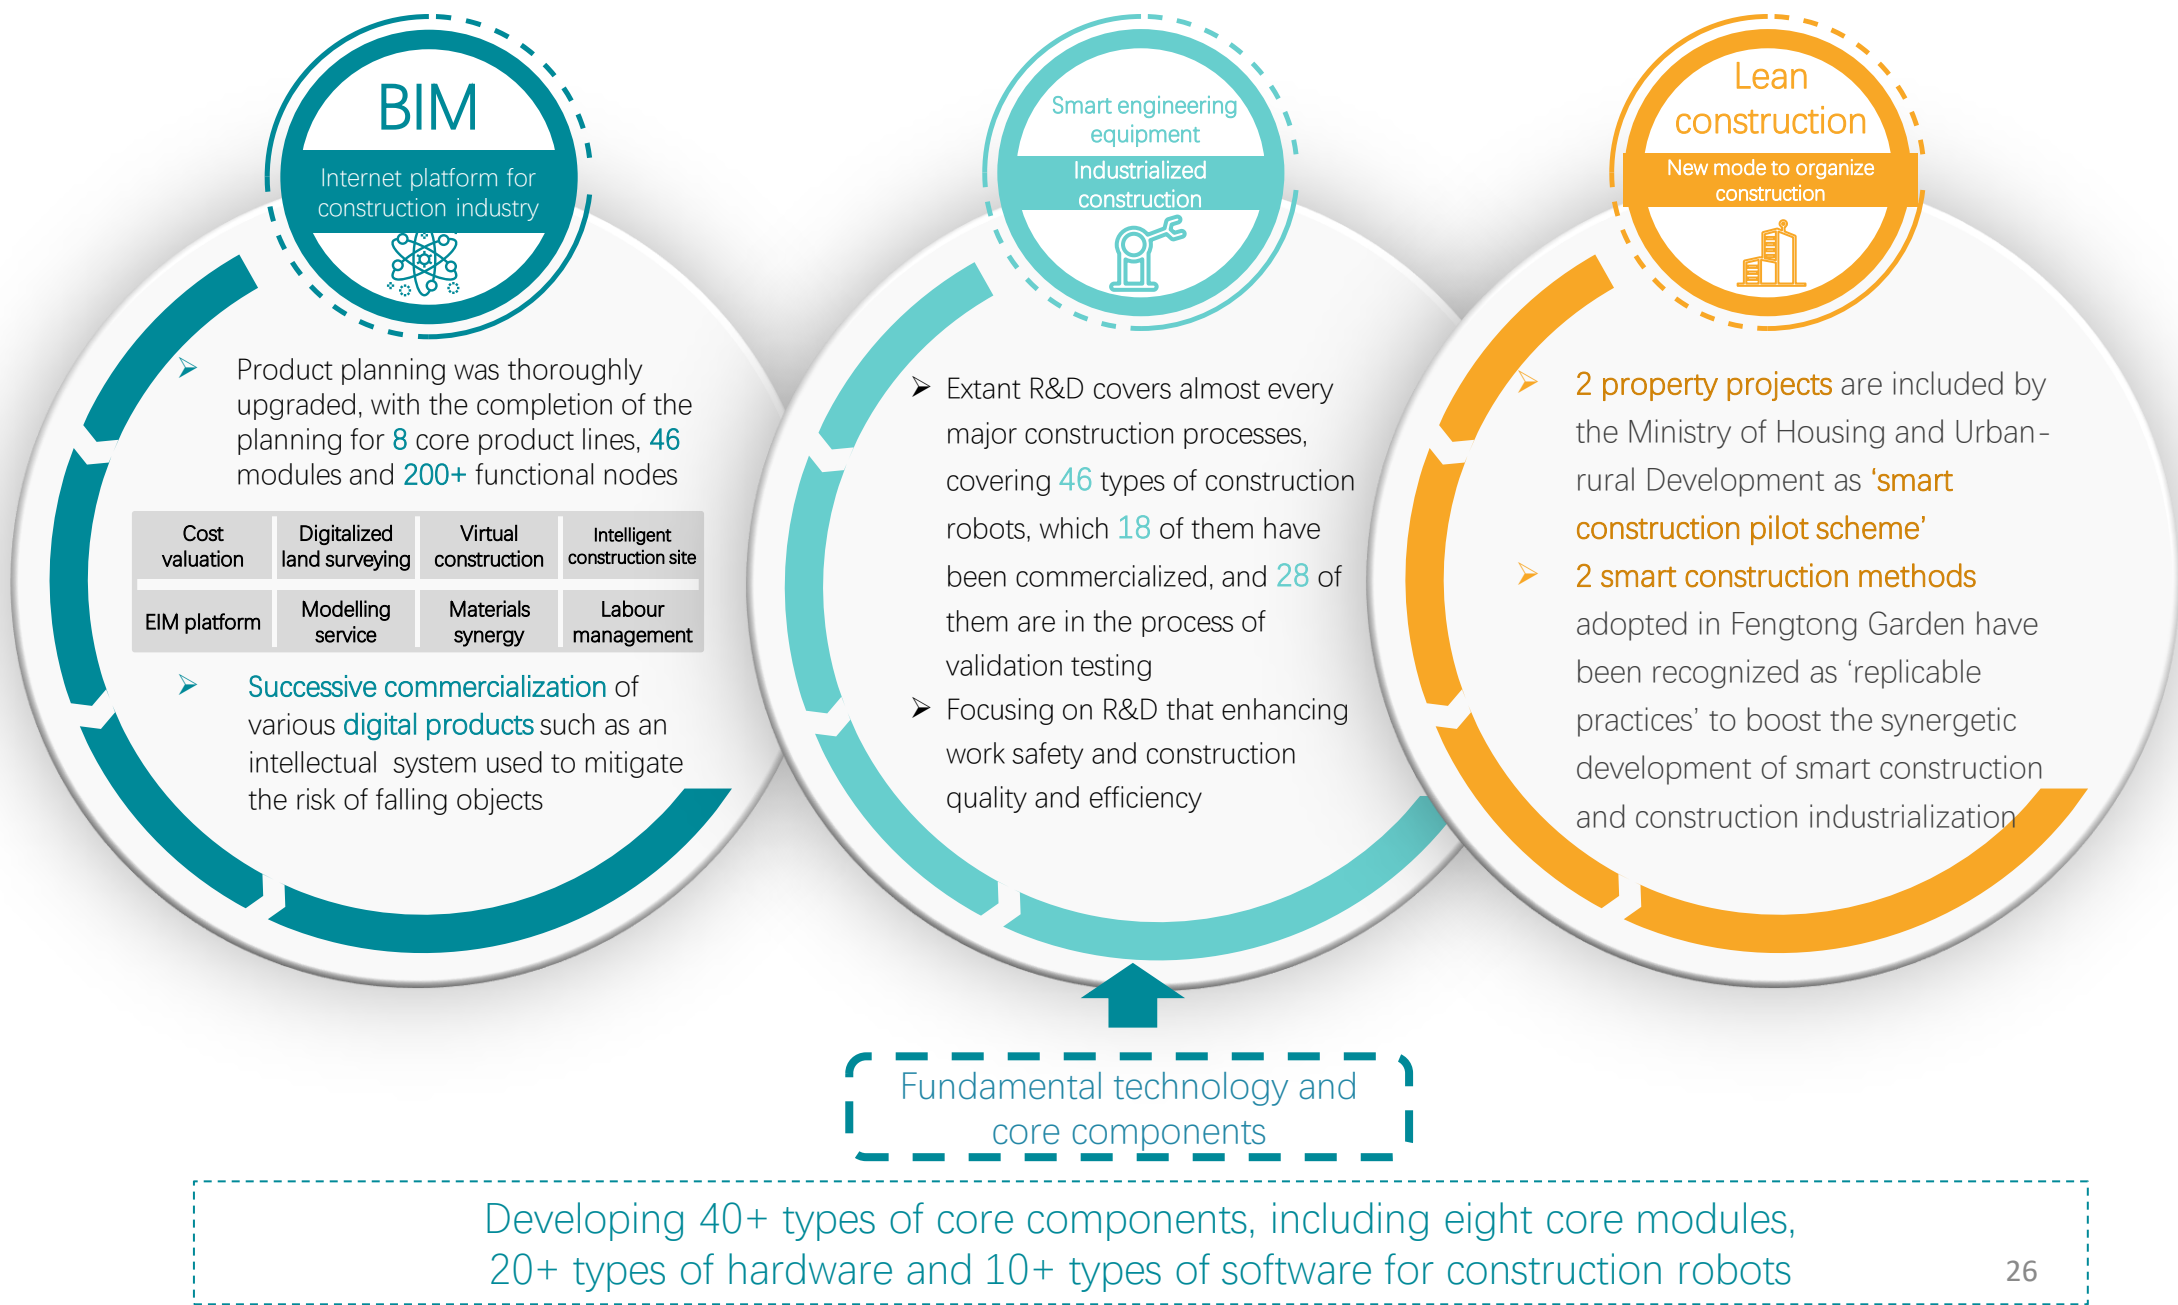 BIM
Internet platform for
construction industry
Product planning was thoroughly
upgraded, with the completion of the
planning for 8 core product lines, 46
modules and 200+ functional nodes
Cost
valuation
Digitalized
land surveying
Virtual
construction
Intelligent
construction site
EIM platform
Modelling
service
Materials
synergy
Labour
management
Successive commercialization of
various digital products such as an
intellectual system used to mitigate
the risk of falling objects
Smart engineering
equipment
Industrialized
construction
Extant R&D covers almost every
major construction processes,
covering 46 types of construction
robots, which 18 of them have
been commercialized, and 28 of
them are in the process of
validation testing
Focusing on R&D that enhancing
work safety and construction
quality and efficiency
Lean
construction
New mode to organize
construction
2 property projects are included by
the Ministry of Housing and Urban-
rural Development as ‘smart
construction pilot scheme’
2 smart construction methods
adopted in Fengtong Garden have
been recognized as ‘replicable
practices’ to boost the synergetic
development of smart construction
and construction industrialization
Fundamental technology and
core components
Developing 40+ types of core components, including eight core modules,
20+ types of hardware and 10+ types of software for construction robots
26